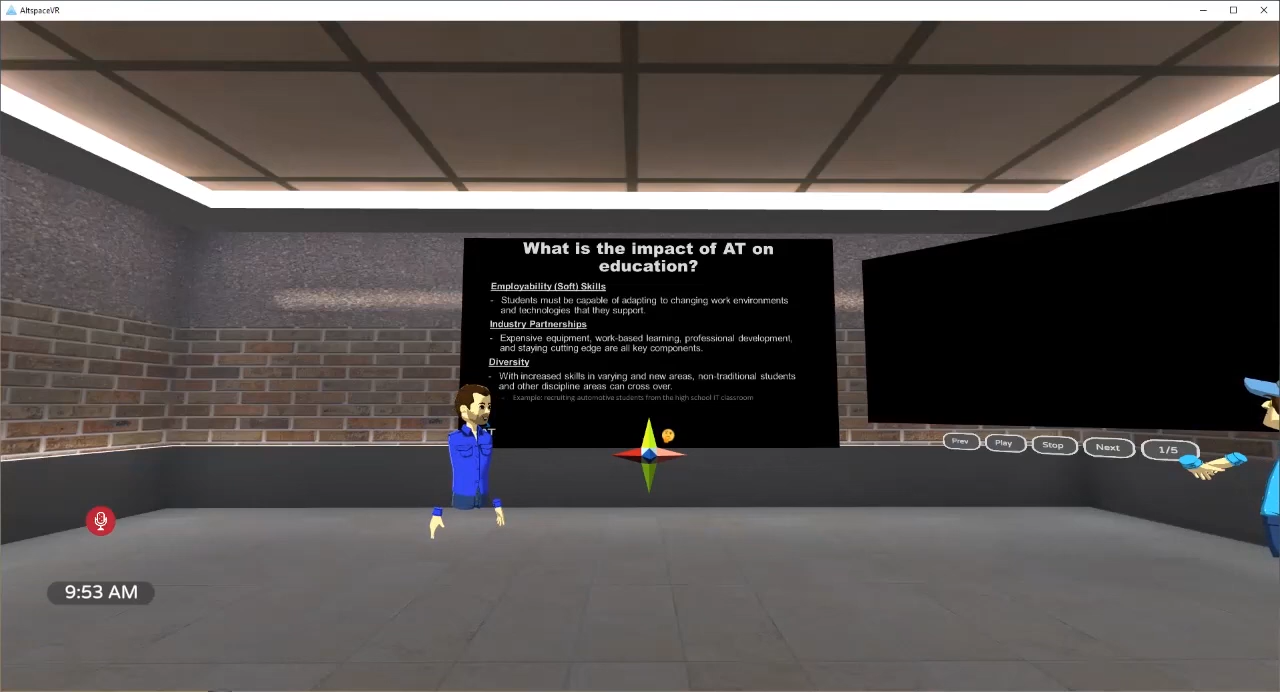 AltspaceVR
What is the impact of AT on
education?
Employability (Soft) Skills
- Students must be capable of adapting to changing work environments
and technologies that they support.
Industry Partnerships
- Expensive equipment, work-based learning, professional development,
and staying cutting edge are all key components.
Diversity
- With increased skills in varying and new areas, non-traditional students
and other discipline areas can cross over.
- Example: recruiting automotive students from the high school IT classroom
Prev Play Stop Next 1/5
9:53 AM